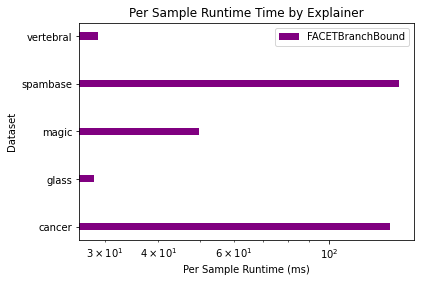 Per Sample Runtime Time by Explainer
FACETBranchBound
vertebral
spambase
magic
glass
cancer
Dataset
3 × 10¹
4 × 10¹
6 × 10¹
10²
Per Sample Runtime (ms)